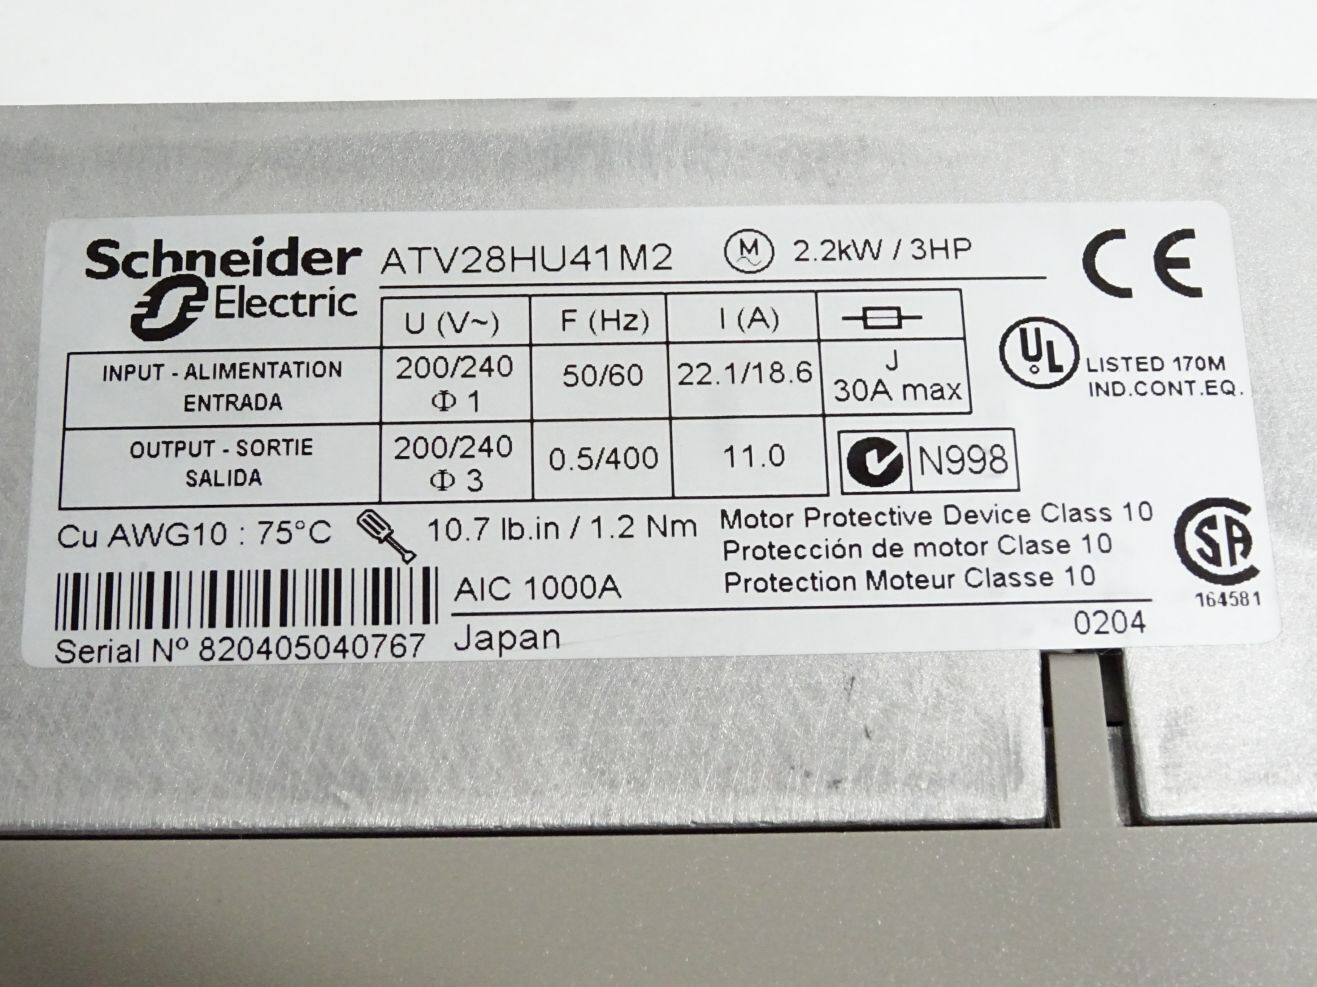 Schneider
Electric
ATV28HU41M2 M 2.2kW / 3HP
CE
U (V~) F (Hz) I (A)
INPUT - ALIMENTATION
ENTRADA
200/240
Φ 1
50/60
22.1/18.6
J
30A max
OUTPUT - SORTIE
SALIDA
200/240
Φ 3
0.5/400
11.0
N998
UL
LISTED 170M
IND.CONT.EQ.
Cu AWG10 : 75°C
10.7 lb.in / 1.2 Nm
Motor Protective Device Class 10
Protección de motor Clase 10
Protection Moteur Classe 10
AIC 1000A
SA
164581
Serial Nº 820405040767
Japan
0204